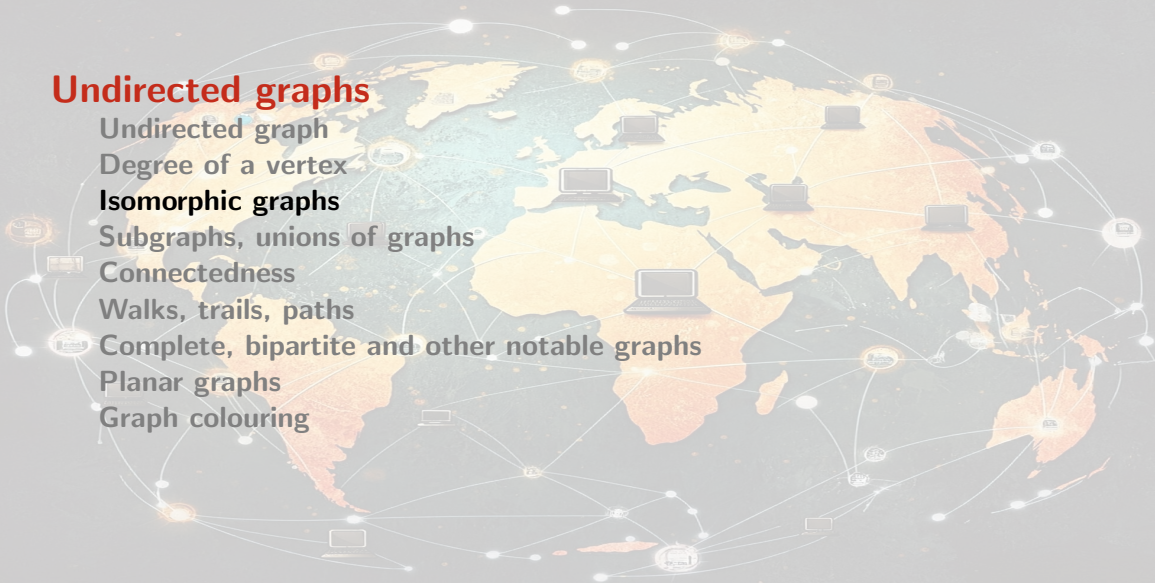 Undirected graphs
Undirected graph
Degree of a vertex
Isomorphic graphs
Subgraphs, unions of graphs
Connectedness
Walks, trails, paths
Complete, bipartite and other notable graphs
Planar graphs
Graph colouring